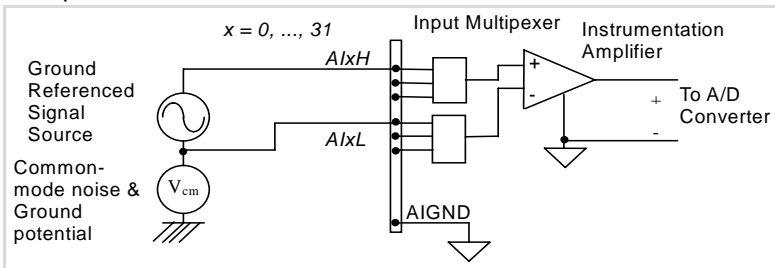 x = 0, ..., 31
Input Multipexer
Instrumentation
Amplifier
Ground
Referenced
Signal
Source
AIxH
+
-
+
-
To A/D
Converter
AIxL
Common-
mode noise &
Ground
potential
Vcm
AIGND